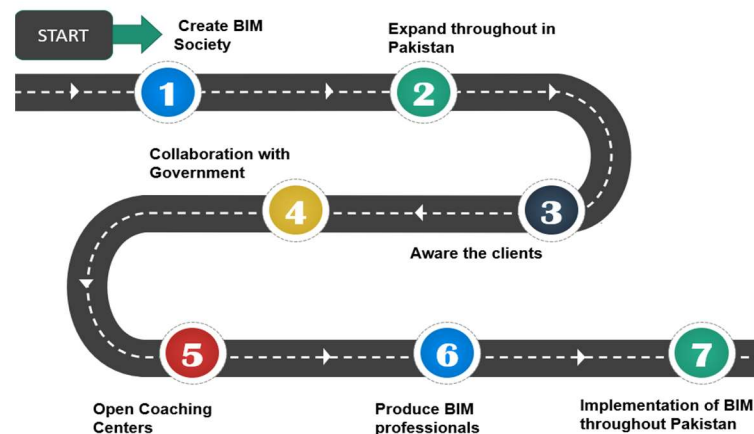 START
Create BIM
Society
Expand throughout in
Pakistan
1
2
Collaboration with
Government
4
3
Aware the clients
5
6
7
Open Coaching
Centers
Produce BIM
professionals
Implementation of BIM
throughout Pakistan